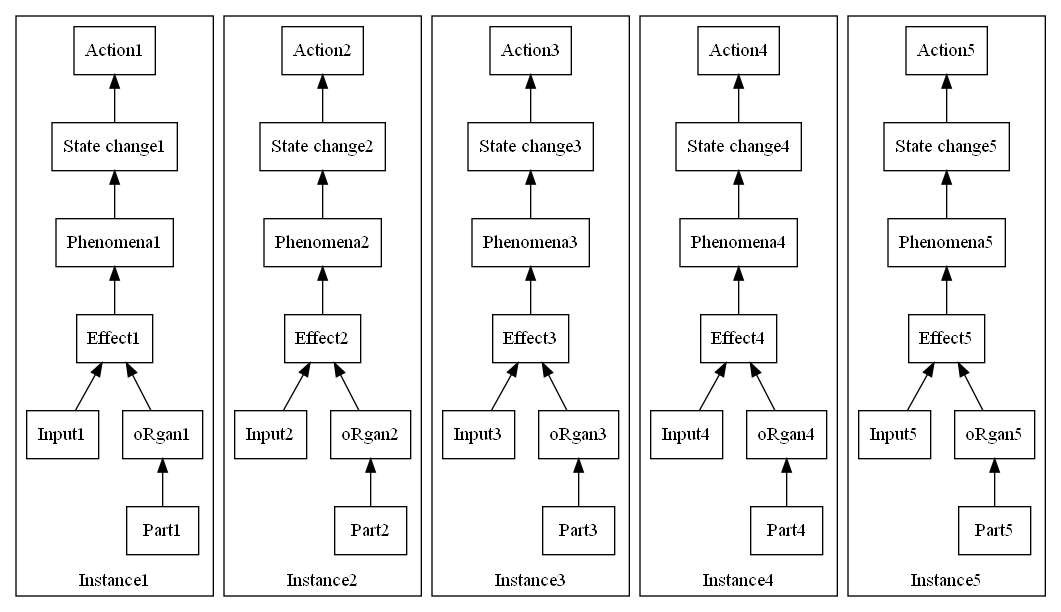 Action1 Action2 Action3 Action4 Action5
State change1 State change2 State change3 State change4 State change5
Phenomena1 Phenomena2 Phenomena3 Phenomena4 Phenomena5
Effect1 Effect2 Effect3 Effect4 Effect5
Input1 oRgan1 Input2 oRgan2 Input3 oRgan3 Input4 oRgan4 Input5 oRgan5
Part1 Part2 Part3 Part4 Part5
Instance1 Instance2 Instance3 Instance4 Instance5